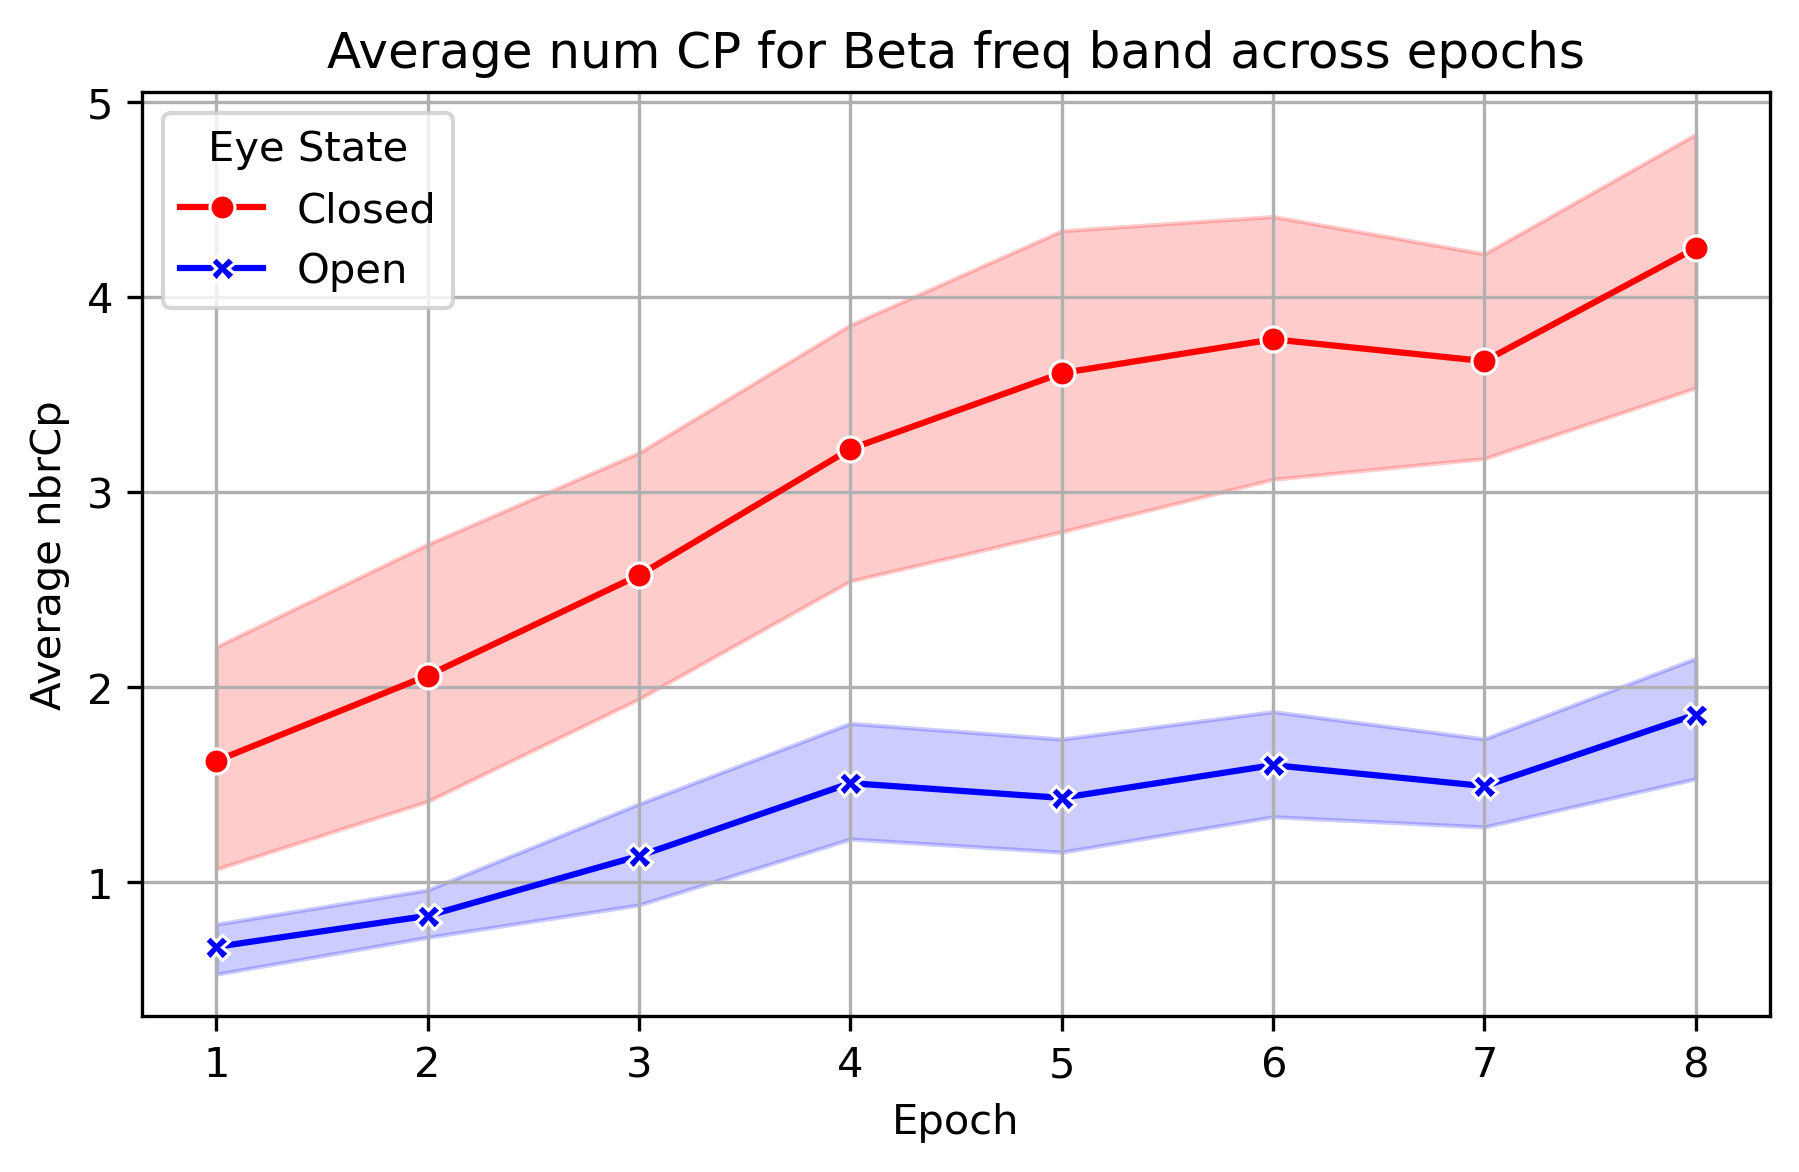 Average num CP for Beta freq band across epochs
5
4
3
2
1
Average nbrCp
Eye State
Closed
Open
1 2 3 4 5 6 7 8
Epoch